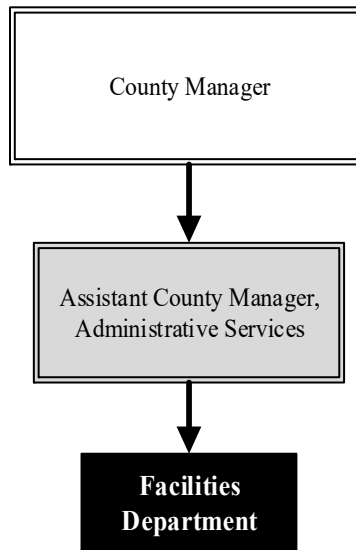 County Manager
Assistant County Manager,
Administrative Services
Facilities
Department